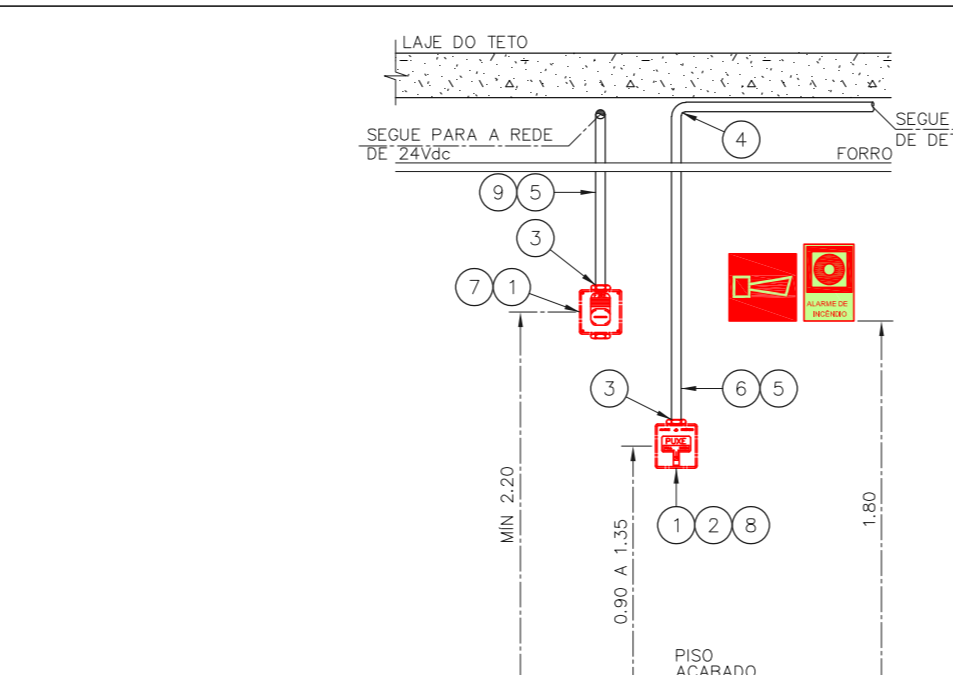 LAJE DO TETO
SEGUE PARA A REDE
DE 24Vdc
4
SEGUE
DE DE
FORRO
9 5
3
7 1
ALARME DE
INCÊNDIO
3
6 5
PUXE
1 2 8
MÍN 2.20
0.90 A 1.35
1.80
PISO
ACABADO